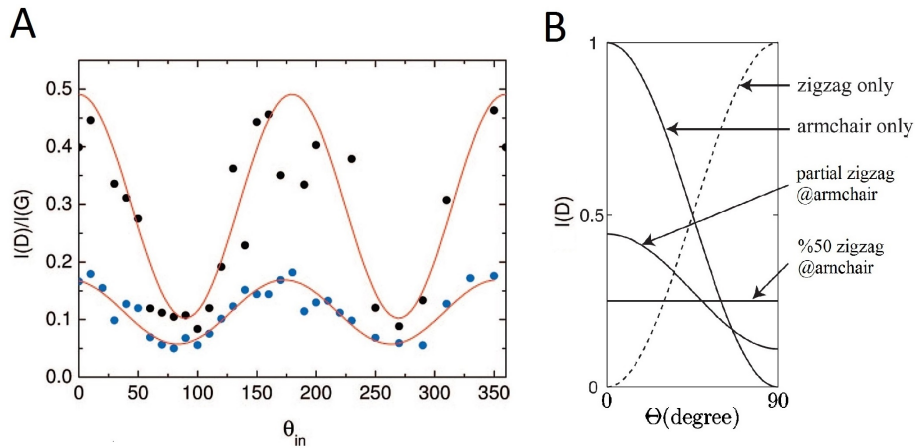 A
0.5
0.4
0.3
0.2
0.1
0.0
I(D)/I(G)
0
50
100
150
200
250
300
350
θin
B
1
0.5
0
I(D)
0
90
Θ(degree)
zigzag only
armchair only
partial zigzag
@armchair
%50 zigzag
@arnchair